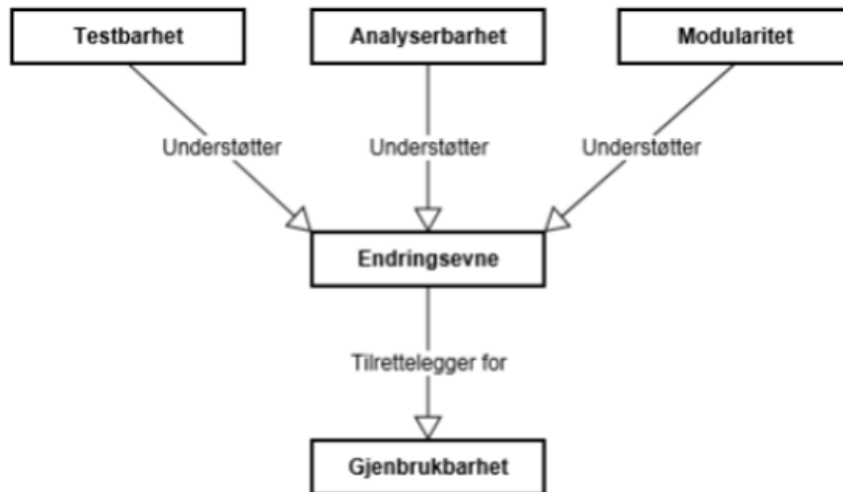 Testbarhet
Analyserbarhet
Modularitet
Understøtter
Understøtter
Understøtter
Endringsevne
Tilrettelegger for
Gjenbrukbarhet